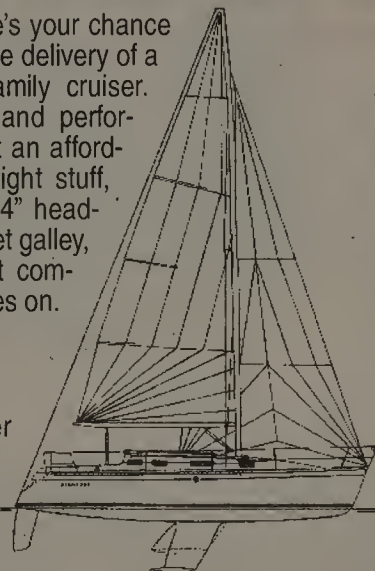 e's your chance
e delivery of a
amily cruiser.
and perfor-
t an afford-
ight stuff,
4” head-
et galley,
t com-
es on.
er